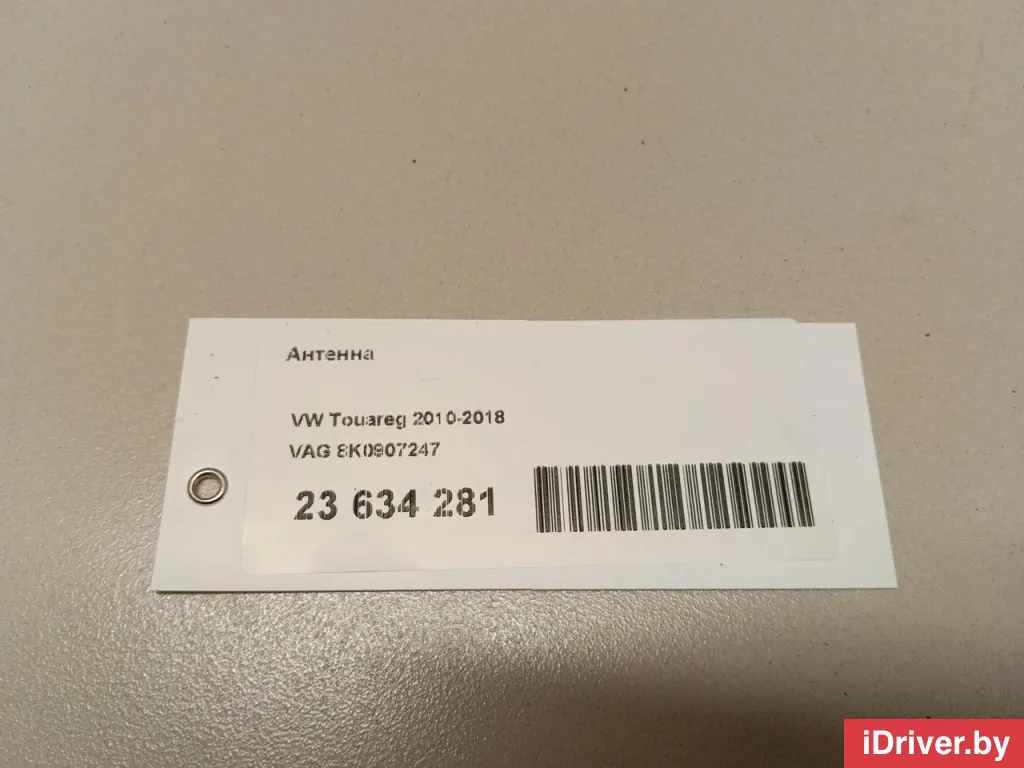 Антенна
VW Touareg 2010-2018
VAG 8K0907247
23 634 281
iDriver.by